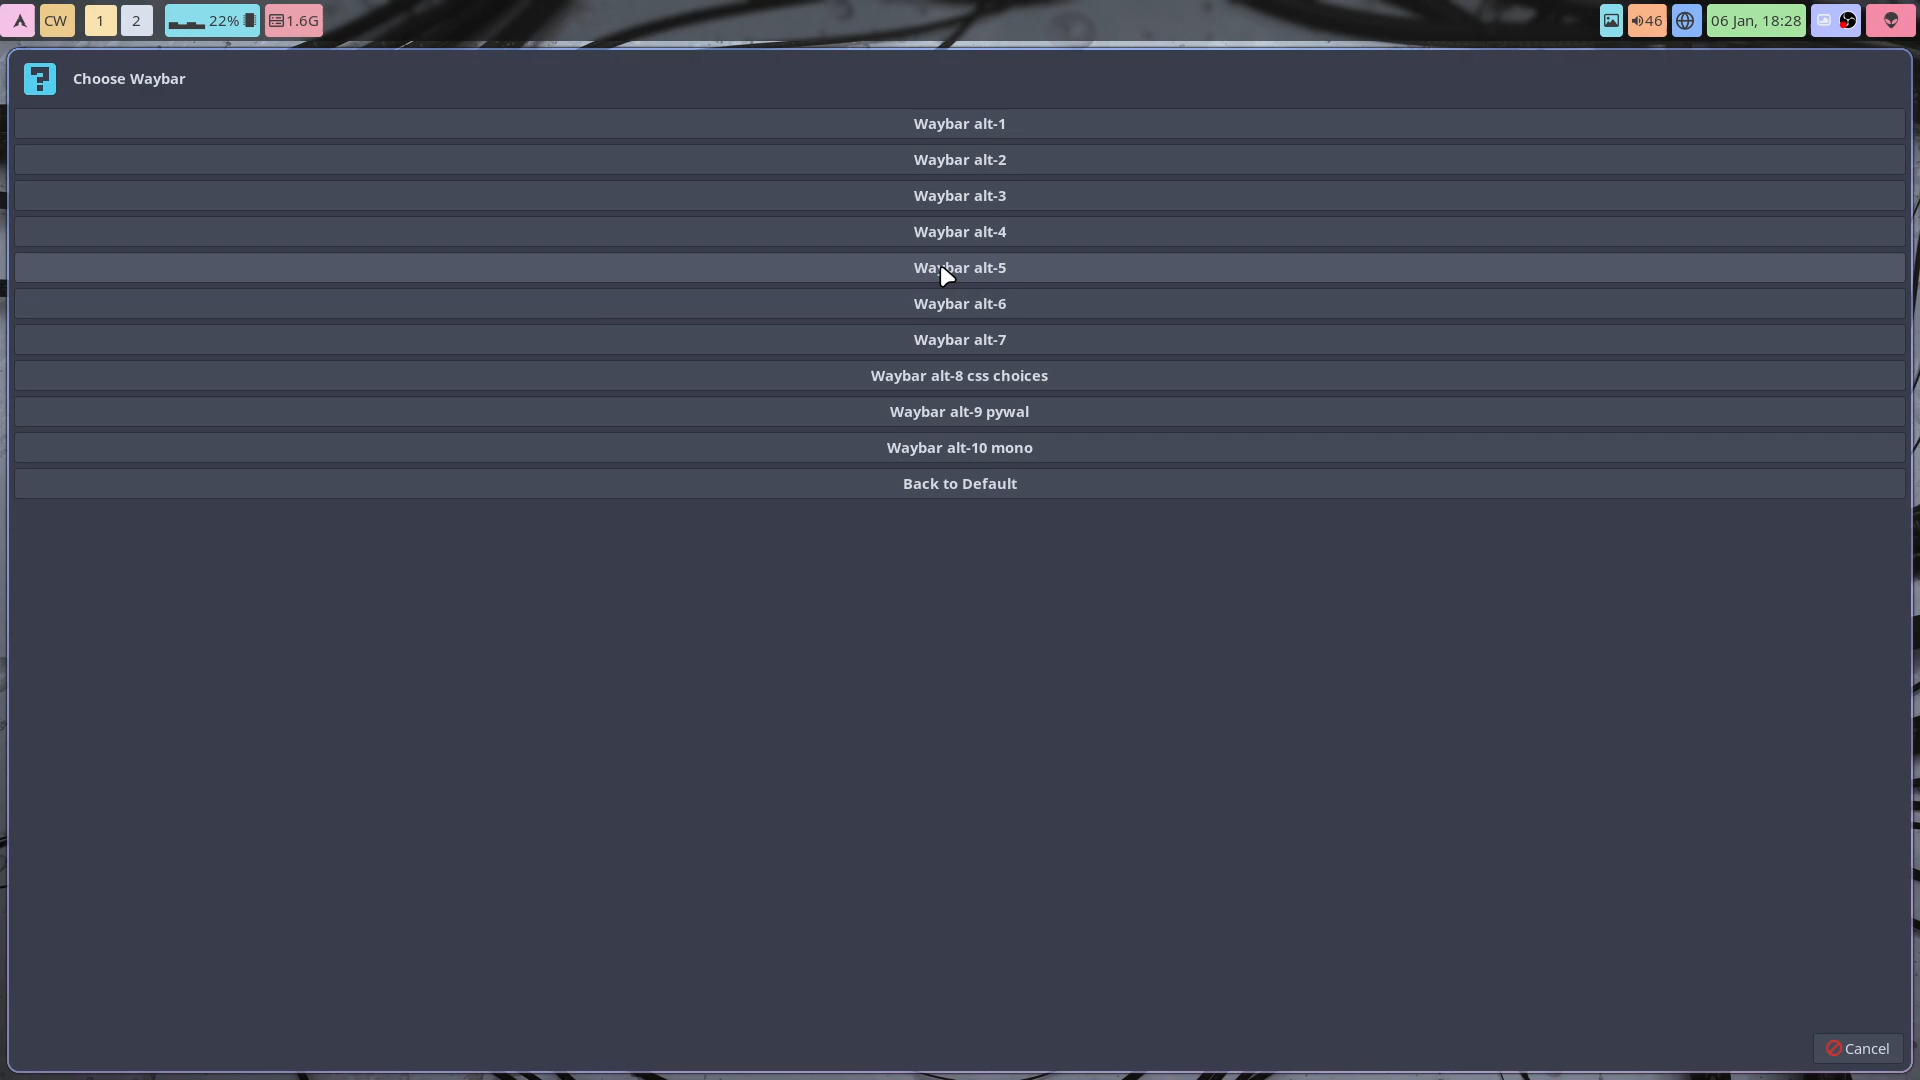 CW 1 2 22% 1.6G 46 06 Jan, 18:28
Choose Waybar
Waybar alt-1
Waybar alt-2
Waybar alt-3
Waybar alt-4
Waybar alt-5
Waybar alt-6
Waybar alt-7
Waybar alt-8 css choices
Waybar alt-9 pywal
Waybar alt-10 mono
Back to Default
Cancel